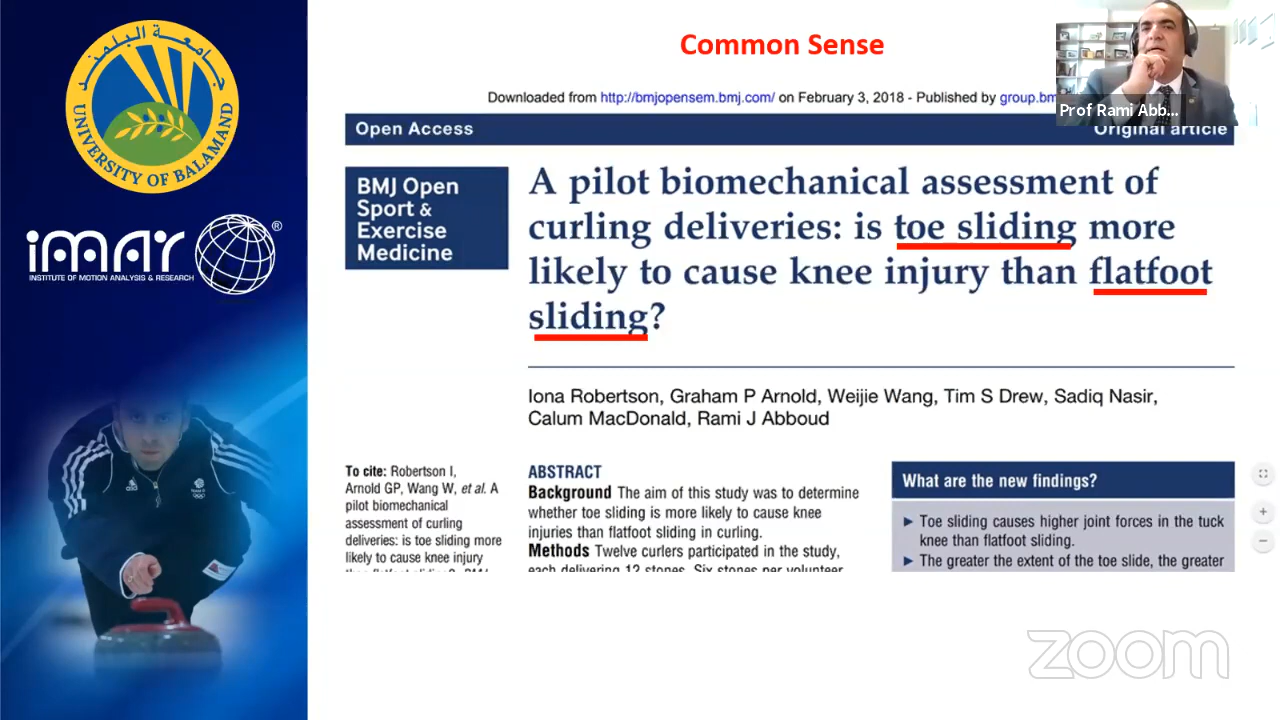 جامعة البلمند
UNIVERSITY OF BALAMAND
imar
®
INSTITUTE OF MOTION ANALYSIS & RESEARCH
Common Sense
Downloaded from http://bmjopensem.bmj.com/ on February 3, 2018 - Published by
Prof Rami Abb...
Open Access
Original article
BMJ Open
Sport &
Exercise
Medicine
A pilot biomechanical assessment of
curling deliveries: is toe sliding more
likely to cause knee injury than flatfoot
sliding?
Iona Robertson, Graham P Arnold, Weijie Wang, Tim S Drew, Sadiq Nasir,
Calum MacDonald, Rami J Abboud
To cite: Robertson I,
Arnold GP, Wang W, et al. A
pilot biomechanical
assessment of curling
deliveries: is toe sliding more
likely to cause knee injury
ABSTRACT
Background The aim of this study was to determine
whether toe sliding is more likely to cause knee
injuries than flatfoot sliding in curling.
Methods Twelve curlers participated in the study,
each delivering 12 stones. Six stones per volunteer
What are the new findings?
► Toe sliding causes higher joint forces in the tuck
knee than flatfoot sliding.
► The greater the extent of the toe slide, the greater
zoom